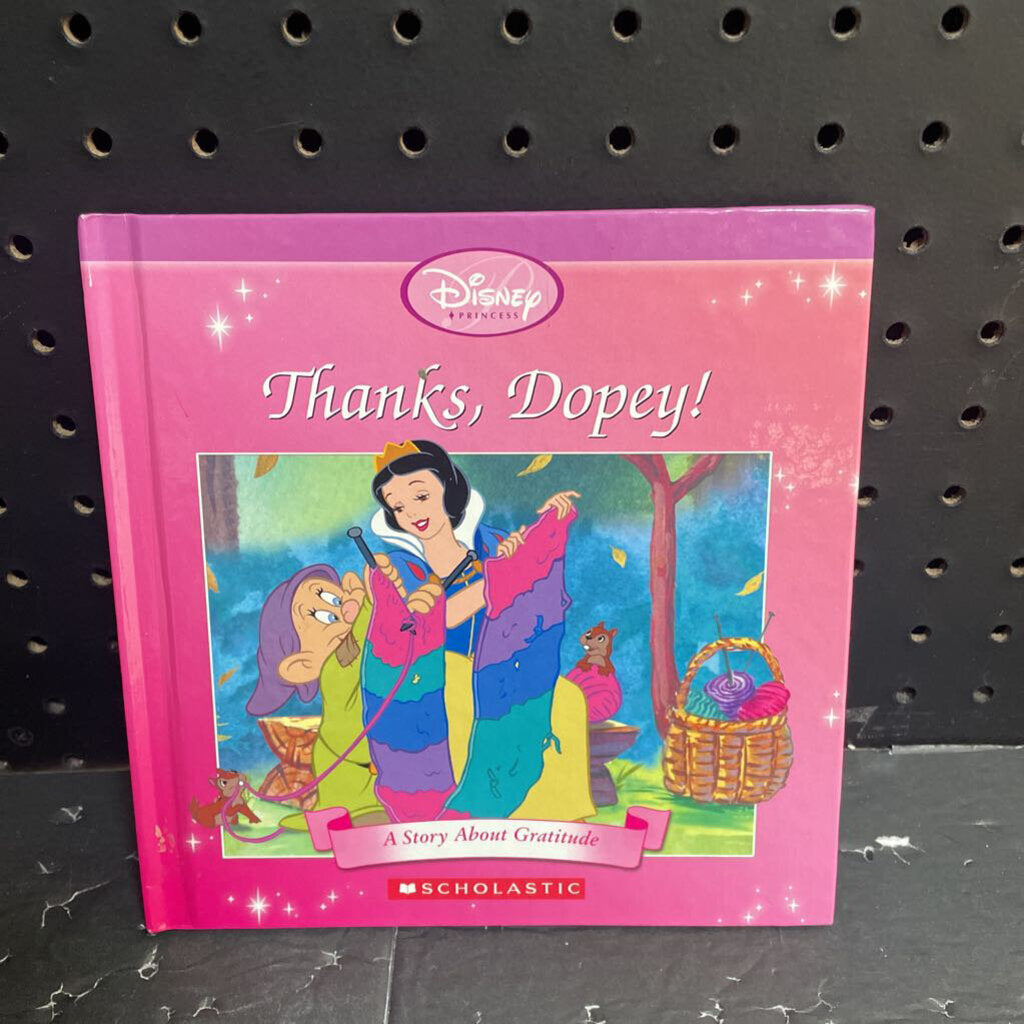 Disney
PRINCESS
Thanks, Dopey!
A Story About Gratitude
SCHOLASTIC